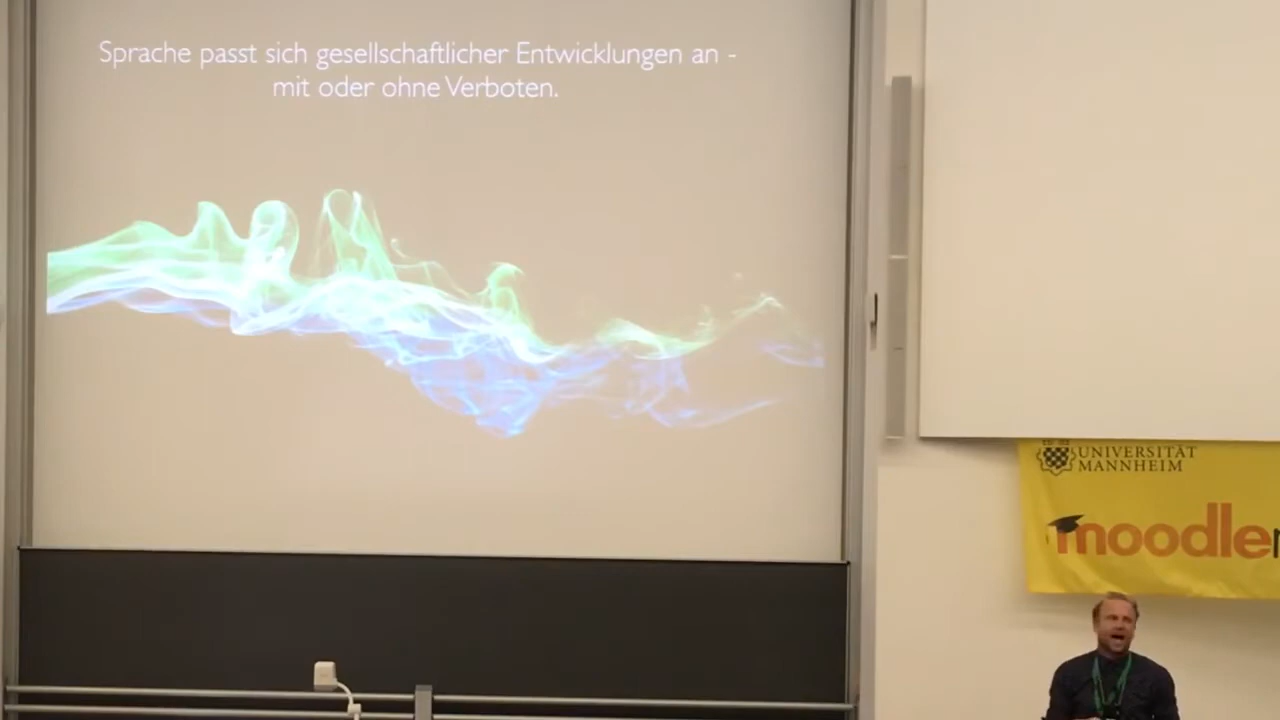 Sprache passt sich gesellschaftlicher Entwicklungen an -
mit oder ohne Verboten.
UNIVERSITÄT
MANNHEIM
moodle